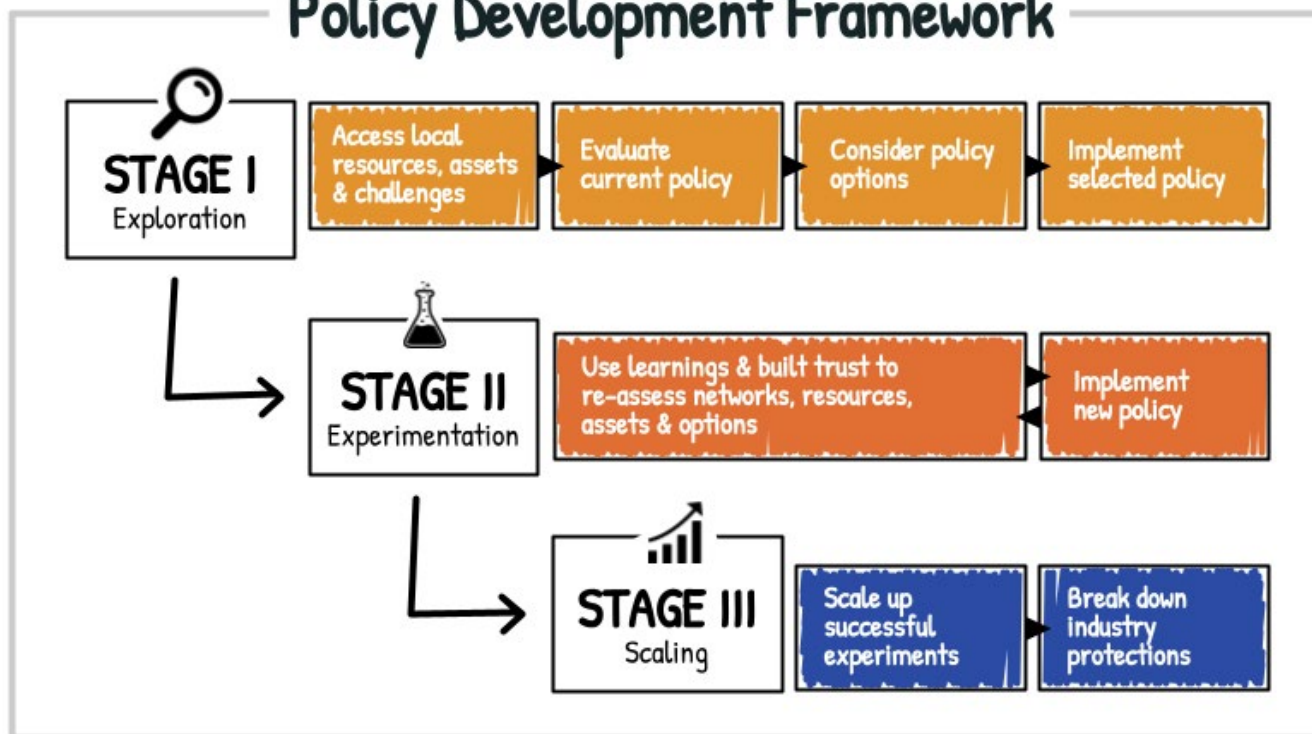 Policy Development Framework
STAGE I
Exploration
Access local
resources, assets
& challenges
Evaluate
current policy
Consider policy
options
Implement
selected policy
STAGE II
Experimentation
Use learnings & built trust to
re-assess networks, resources,
assets & options
Implement
new policy
STAGE III
Scaling
Scale up
successful
experiments
Break down
industry
protections